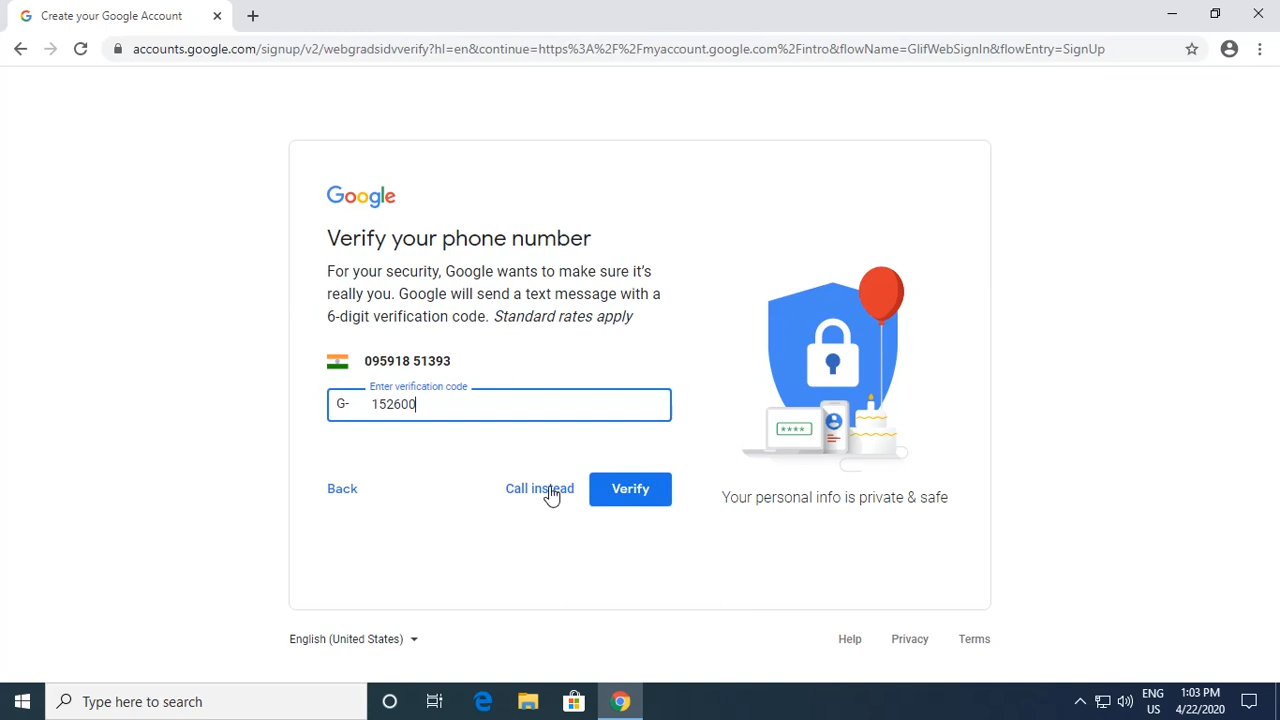 Create your Google Account
accounts.google.com/signup/v2/webgradsidvverify?hl=en&continue=https%3A%2F%2Fmyaccount.google.com%2Fintro&flowName=GlifWebSignIn&flowEntry=SignUp
Google
Verify your phone number
For your security, Google wants to make sure it's
really you. Google will send a text message with a
6-digit verification code. Standard rates apply
095918 51393
Enter verification code
G- 152600
Back
Call instead
Verify
****
Your personal info is private & safe
English (United States)
Help
Privacy
Terms
Type here to search
ENG
US
1:03 PM
4/22/2020